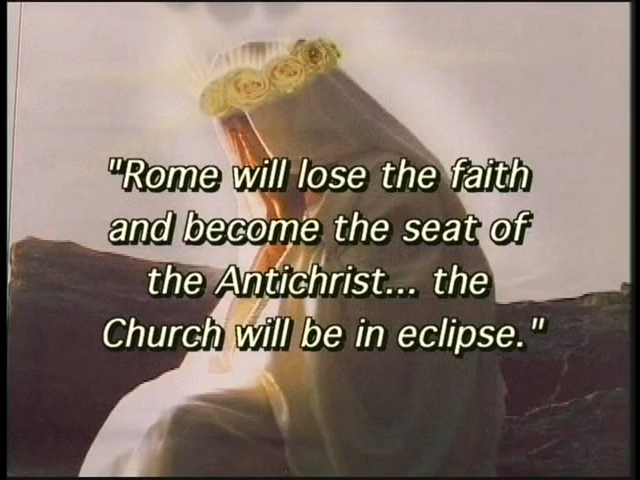 "Rome will lose the faith
and become the seat of
the Antichrist... the
Church will be in eclipse."